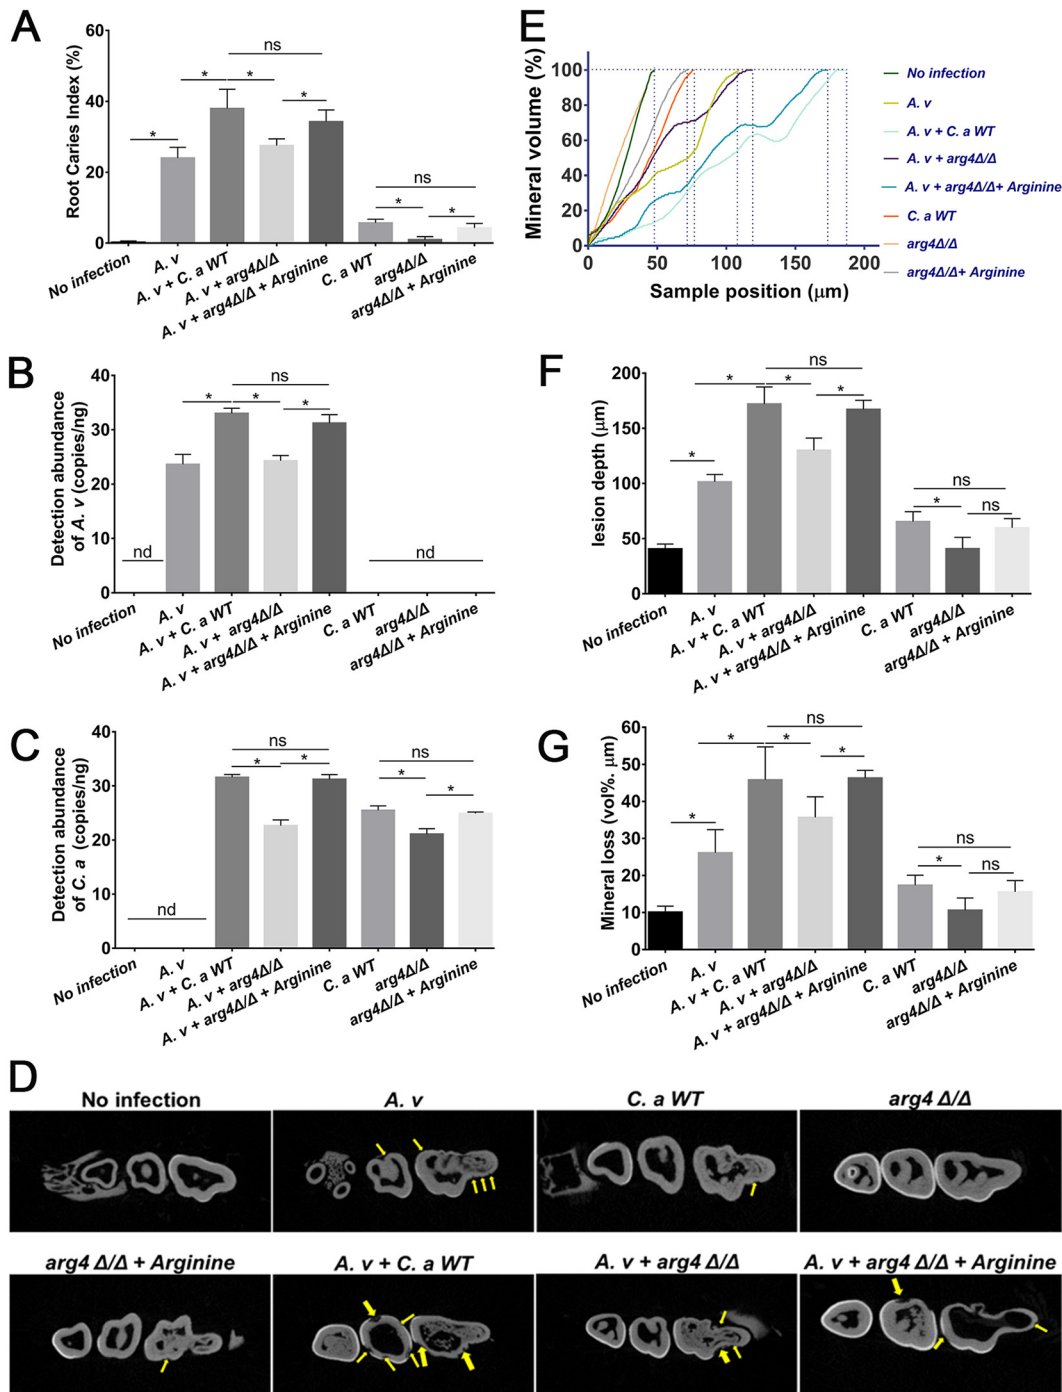 A
Root Caries Index (%)
60
40
20
0
*
*
*
*
ns
*
*
ns
No infection
A. v
A. v + C. a WT
A. v + arg4Δ/Δ
A. v + arg4Δ/Δ + Arginine
C. a WT
arg4Δ/Δ
arg4Δ/Δ + Arginine
E
Mineral volume (%)
100
80
60
40
20
0
0
50
100
150
200
Sample position (μm)
No infection
A. v
A. v + C. a WT
A. v + arg4Δ/Δ
A. v + arg4Δ/Δ+ Arginine
C. a WT
arg4Δ/Δ
arg4Δ/Δ+ Arginine
B
Detection abundance
of A. v (copies/ng)
40
30
20
10
0
nd
*
*
*
ns
nd
No infection
A. v
A. v + C. a WT
A. v + arg4Δ/Δ
A. v + arg4Δ/Δ + Arginine
C. a WT
arg4Δ/Δ
arg4Δ/Δ + Arginine
F
lesion depth (μm)
200
150
100
50
0
*
*
*
*
ns
*
ns
ns
No infection
A. v
A. v + C. a WT
A. v + arg4Δ/Δ
A. v + arg4Δ/Δ + Arginine
C. a WT
arg4Δ/Δ
arg4Δ/Δ + Arginine
C
Detection abundance
of C. a (copies/ng)
40
30
20
10
0
nd
*
*
ns
*
*
ns
No infection
A. v
A. v + C. a WT
A. v + arg4Δ/Δ
A. v + arg4Δ/Δ + Arginine
C. a WT
arg4Δ/Δ
arg4Δ/Δ + Arginine
G
Mineral loss (vol%. μm)
60
50
40
30
20
10
0
*
*
*
*
ns
*
ns
ns
No infection
A. v
A. v + C. a WT
A. v + arg4Δ/Δ
A. v + arg4Δ/Δ + Arginine
C. a WT
arg4Δ/Δ
arg4Δ/Δ + Arginine
D
No infection
A. v
C. a WT
arg4 Δ/Δ
arg4 Δ/Δ + Arginine
A. v + C. a WT
A. v + arg4 Δ/Δ
A. v + arg4 Δ/Δ + Arginine